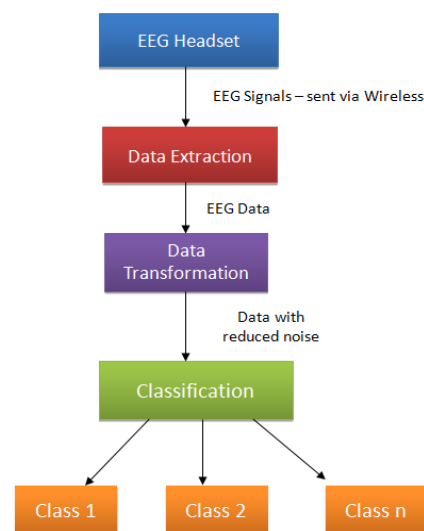 EEG Headset
EEG Signals – sent via Wireless
Data Extraction
EEG Data
Data
Transformation
Data with
reduced noise
Classification
Class 1
Class 2
Class n